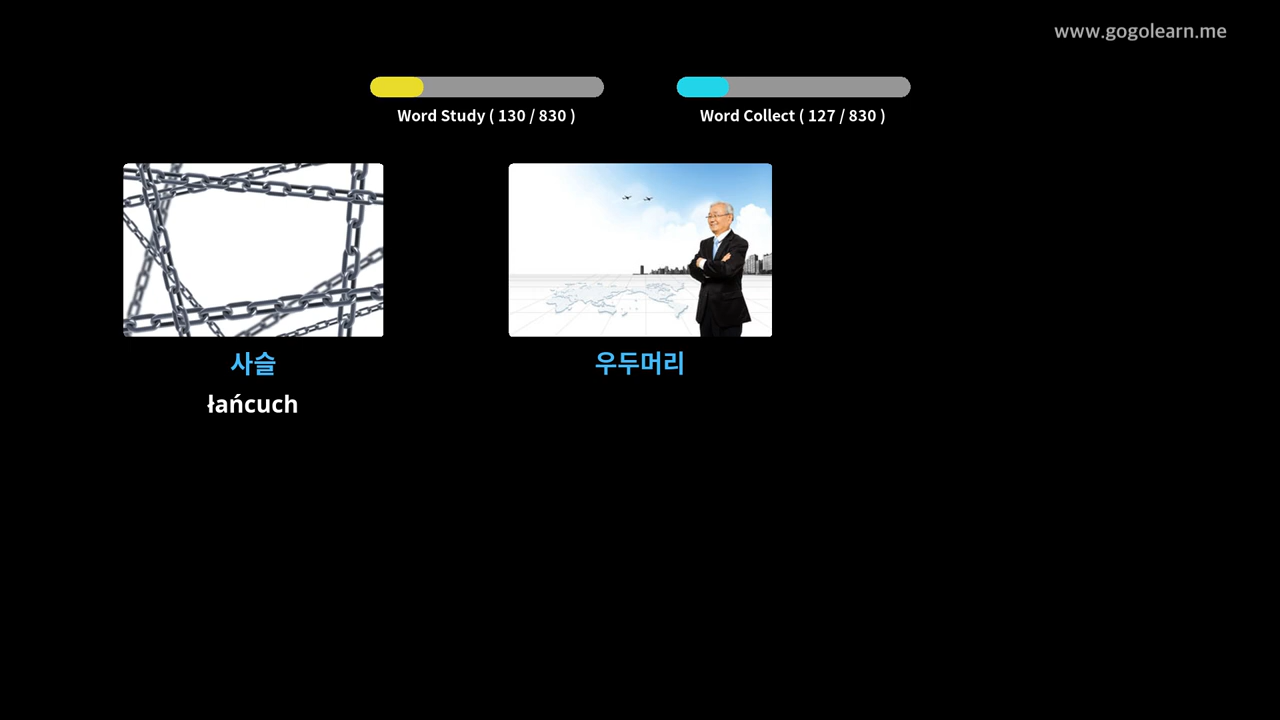 www.gogolearn.me
Word Study ( 130 / 830 )
Word Collect ( 127 / 830 )
사슬
łańcuch
우두머리